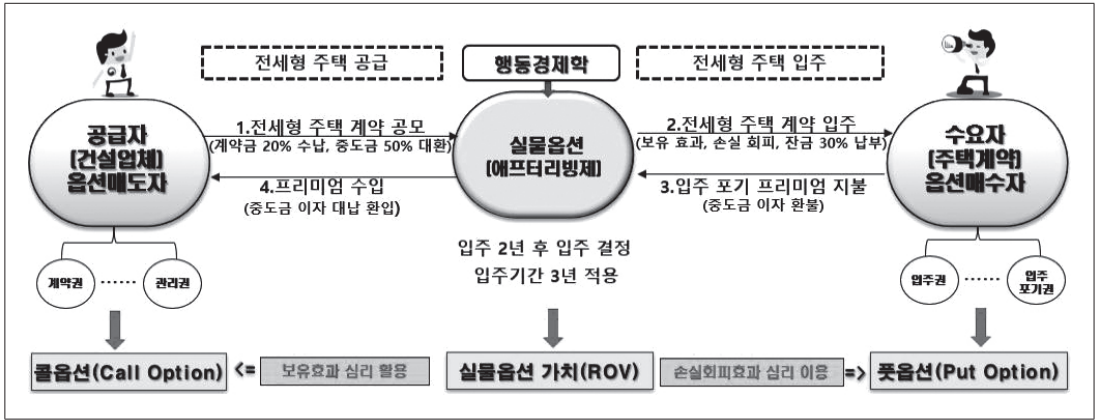 전세형 주택 공급
행동경제학
전세형 주택 입주
공급자
[건설업체]
옵션매도자
1.전세형 주택 계약 공모
(계약금 20% 수납, 중도금 50% 대환)
4.프리미엄 수입
(중도금 이자 대납 환입)
실물옵션
[애프터리빙제]
2.전세형 주택 계약 입주
(보유 효과, 손실 회피, 잔금 30% 납부)
3.입주 포기 프리미엄 지불
(중도금 이자 환불)
수요자
[주택계약]
옵션매수자
입주 2년 후 입주 결정
입주기간 3년 적용
계약권 ······ 관리권
입주권 ······ 입주
포기권
콜옵션(Call Option)
<= 보유효과 심리 활용
실물옵션 가치(ROV)
손실회피효과 심리 이용 =>
풋옵션(Put Option)